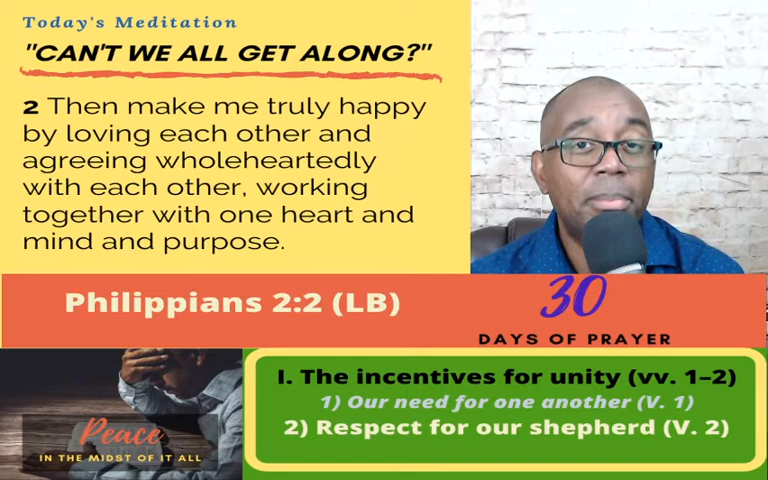 Today's Meditation
"CAN'T WE ALL GET ALONG?"
2 Then make me truly happy
by loving each other and
agreeing wholeheartedly
with each other, working
together with one heart and
mind and purpose.
Philippians 2:2 (LB)
30
DAYS OF PRAYER
Peace
IN THE MIDST OF IT ALL
I. The incentives for unity (vv. 1–2)
1) Our need for one another (V. 1)
2) Respect for our shepherd (V. 2)